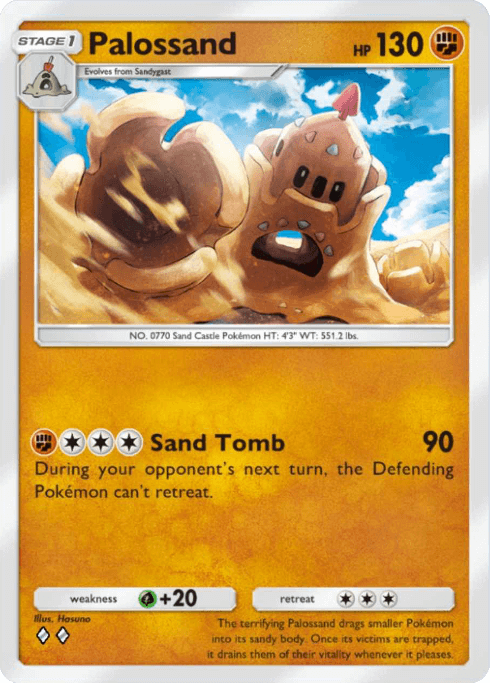 STAGE 1 Palossand HP 130
Evolves from Sandygast
NO. 0770 Sand Castle Pokémon HT: 4'3" WT: 551.2 lbs.
Sand Tomb 90
During your opponent's next turn, the Defending
Pokémon can't retreat.
weakness +20 retreat
Illus. Hasuno
The terrifying Palossand drags smaller Pokémon
into its sandy body. Once its victims are trapped,
it drains them of their vitality whenever it pleases.